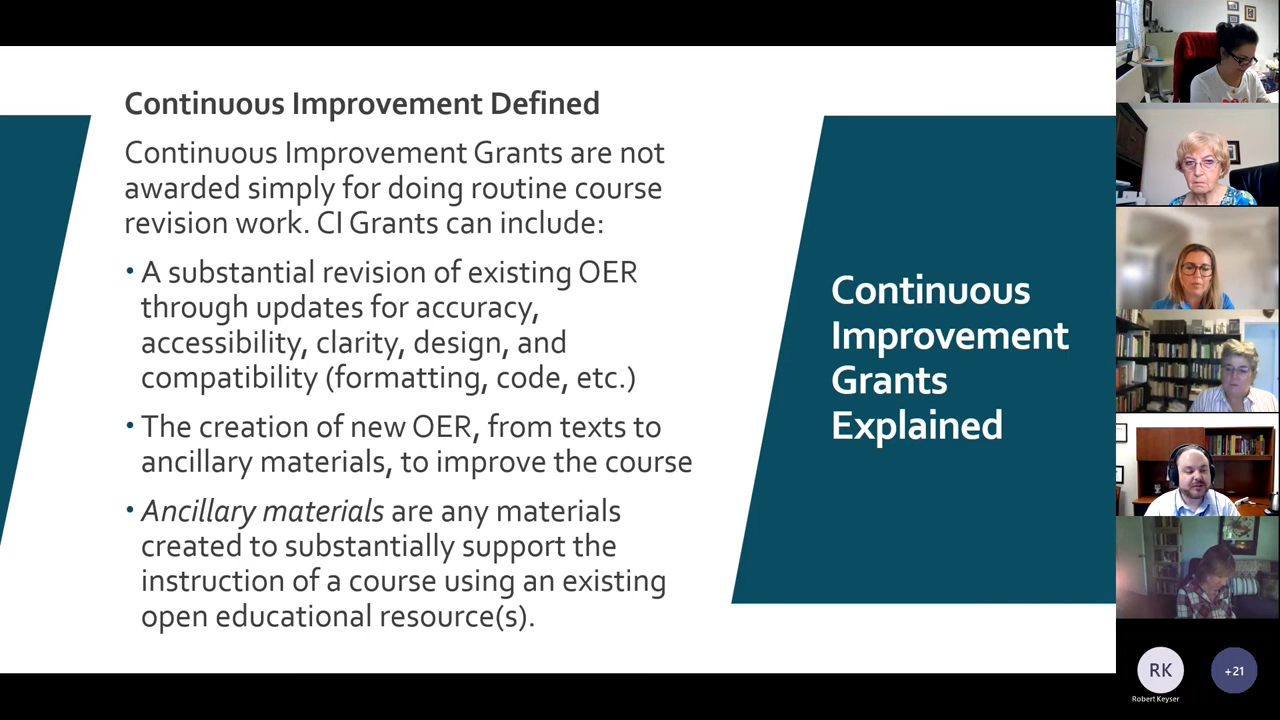 Continuous Improvement Defined
Continuous Improvement Grants are not
awarded simply for doing routine course
revision work. CI Grants can include:
• A substantial revision of existing OER
through updates for accuracy,
accessibility, clarity, design, and
compatibility (formatting, code, etc.)
• The creation of new OER, from texts to
ancillary materials, to improve the course
• Ancillary materials are any materials
created to substantially support the
instruction of a course using an existing
open educational resource(s).
Continuous
Improvement
Grants
Explained
RK
+21
Robert Keyser